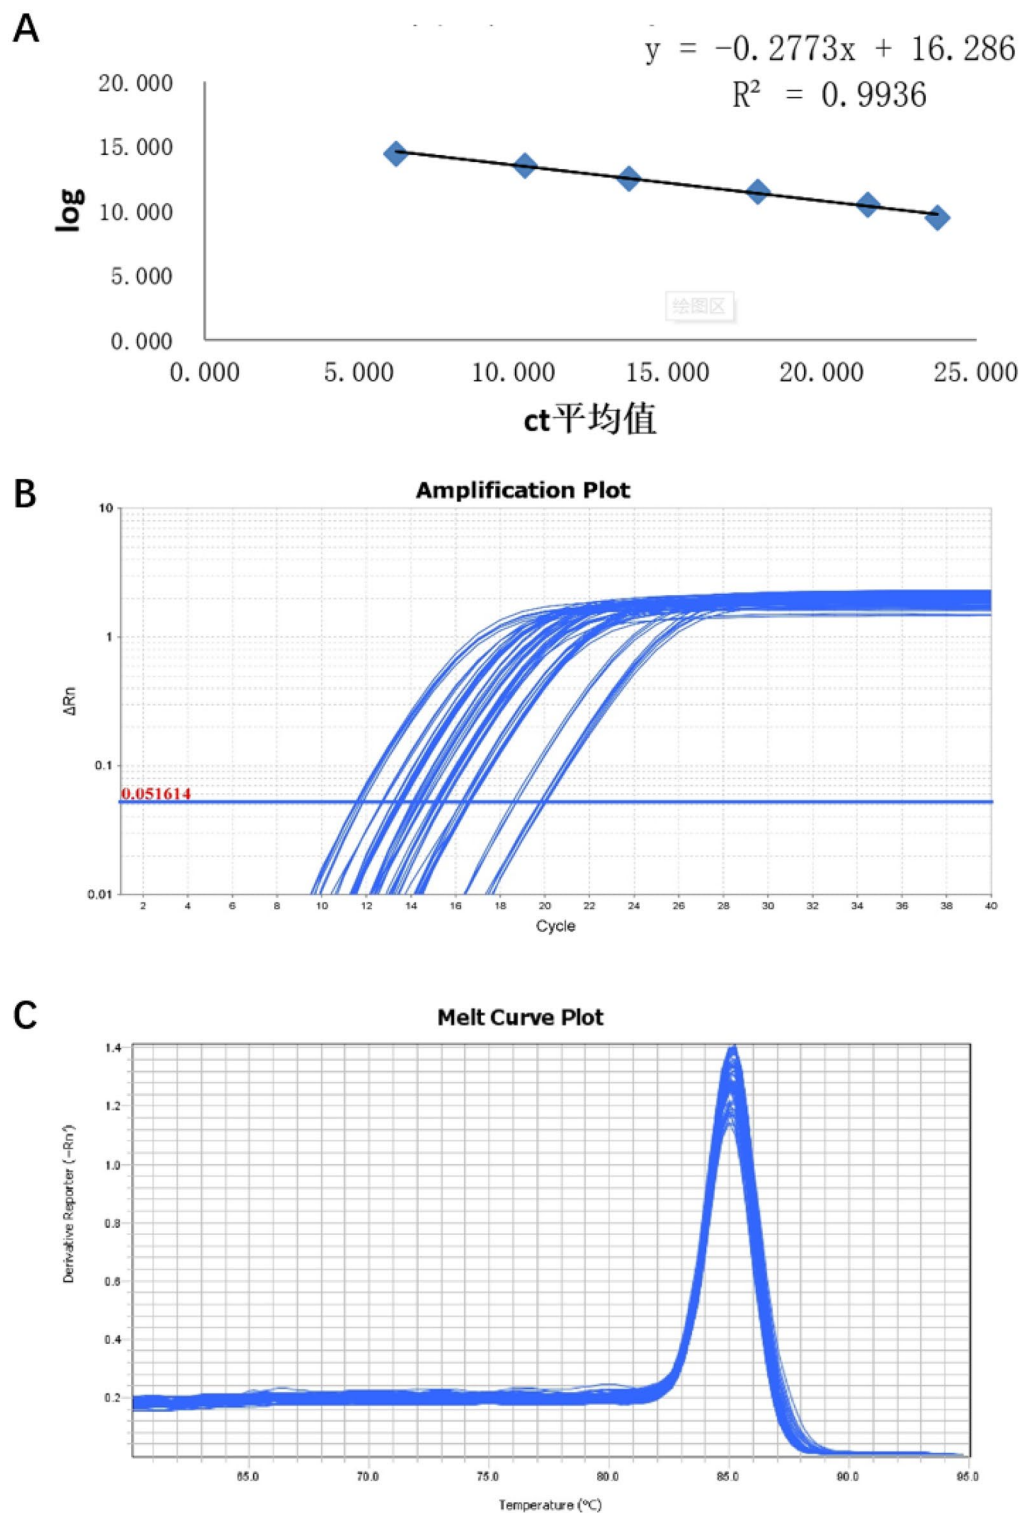 A
y = -0.2773x + 16.286
R² = 0.9936
20.000
15.000
10.000
5.000
0.000
log
绘图区
0.000 5.000 10.000 15.000 20.000 25.000
ct平均值
B
Amplification Plot
10
1
0.1
0.01
ΔRn
0.051614
2 4 6 8 10 12 14 16 18 20 22 24 26 28 30 32 34 36 38 40
Cycle
C
Melt Curve Plot
1.4
1.2
1.0
0.8
0.6
0.4
0.2
Derivative Reporter (-Rn')
65.0 70.0 75.0 80.0 85.0 90.0 95.0
Temperature (°C)